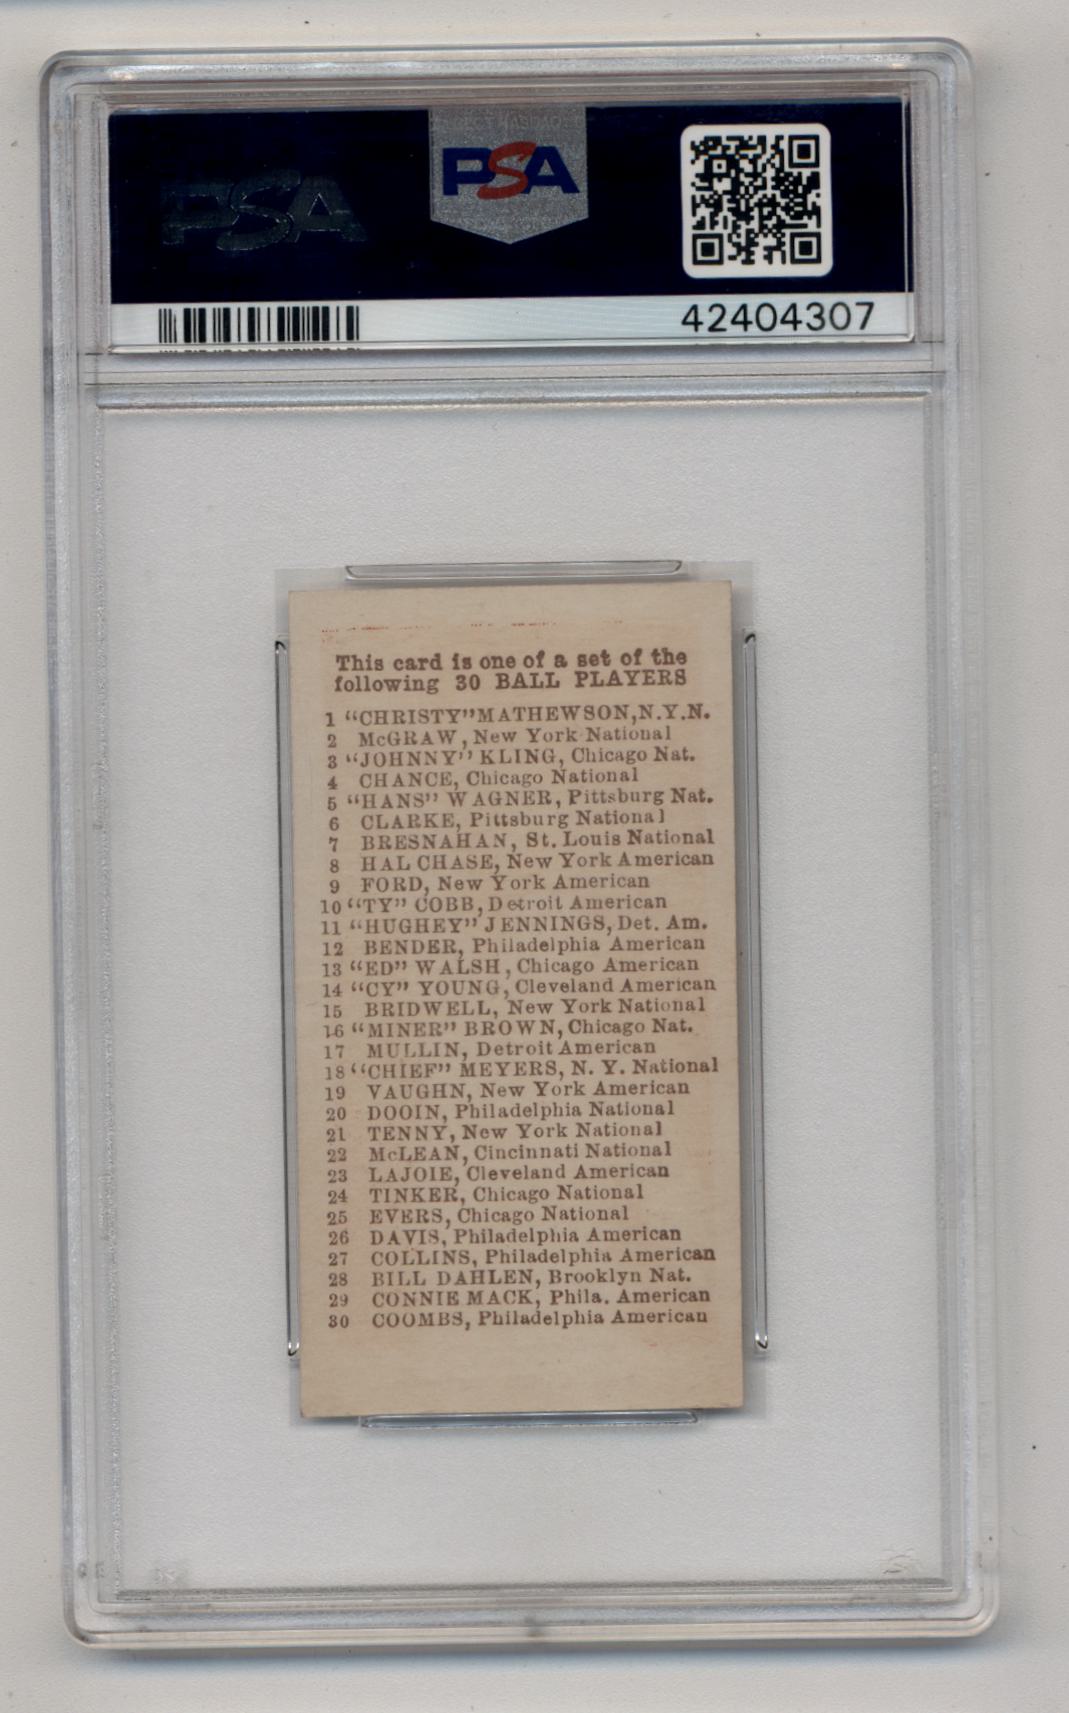 PSA
PSA
42404307
This card is one of a set of the
following 30 BALL PLAYERS
1 "CHRISTY" MATHEWSON, N.Y.N.
2 McGRAW, New York National
3 "JOHNNY" KLING, Chicago Nat.
4 CHANCE, Chicago National
5 "HANS" WAGNER, Pittsburg Nat.
6 CLARKE, Pittsburg National
7 BRESNAHAN, St. Louis National
8 HAL CHASE, New York American
9 FORD, New York American
10 "TY" COBB, Detroit American
11 "HUGHEY" JENNINGS, Det. Am.
12 BENDER, Philadelphia American
13 "ED" WALSH, Chicago American
14 "CY" YOUNG, Cleveland American
15 BRIDWELL, New York National
16 "MINER" BROWN, Chicago Nat.
17 MULLIN, Detroit American
18 "CHIEF" MEYERS, N. Y. National
19 VAUGHN, New York American
20 DOOIN, Philadelphia National
21 TENNY, New York National
22 McLEAN, Cincinnati National
23 LAJOIE, Cleveland American
24 TINKER, Chicago National
25 EVERS, Chicago National
26 DAVIS, Philadelphia American
27 COLLINS, Philadelphia American
28 BILL DAHLEN, Brooklyn Nat.
29 CONNIE MACK, Phila. American
30 COOMBS, Philadelphia American